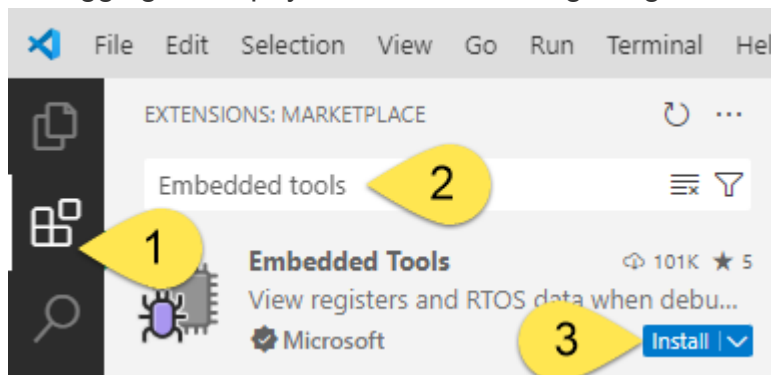 File Edit Selection View Go Run Terminal
EXTENSIONS: MARKETPLACE
Embedded tools 2
1
Embedded Tools 101K ★ 5
View registers and RTOS data when debu...
Microsoft 3 Install